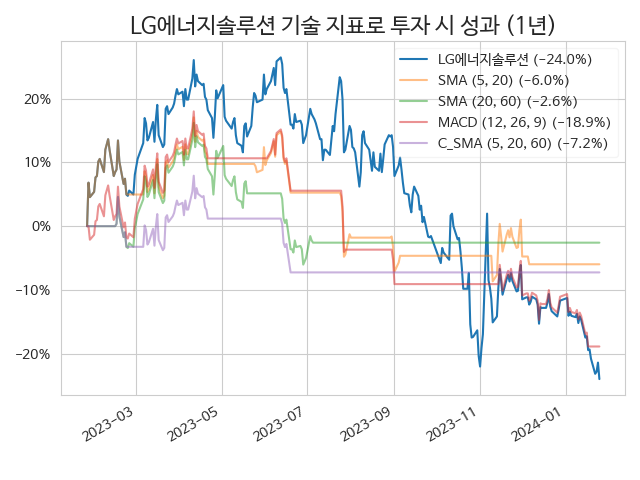 LG에너지솔루션 기술 지표로 투자 시 성과 (1년)
LG에너지솔루션 (−24.0%)
SMA (5, 20) (−6.0%)
SMA (20, 60) (−2.6%)
MACD (12, 26, 9) (−18.9%)
C_SMA (5, 20, 60) (−7.2%)
20%
10%
0%
−10%
−20%
2023−03
2023−05
2023−07
2023−09
2023−11
2024−01